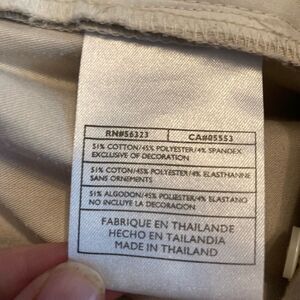 RN#56323 CA#05553
51% COTTON/45% POLYESTER/4% SPANDEX
EXCLUSIVE OF DECORATION
51% COTON/45% POLYESTER/4% ELASTHANNE
SANS ORNEMENTS
51% ALGODON/45% POLIESTER/4% ELASTANO
NO INCLUYE LA DECORACION
FABRIQUE EN THAILANDE
HECHO EN TAILANDIA
MADE IN THAILAND